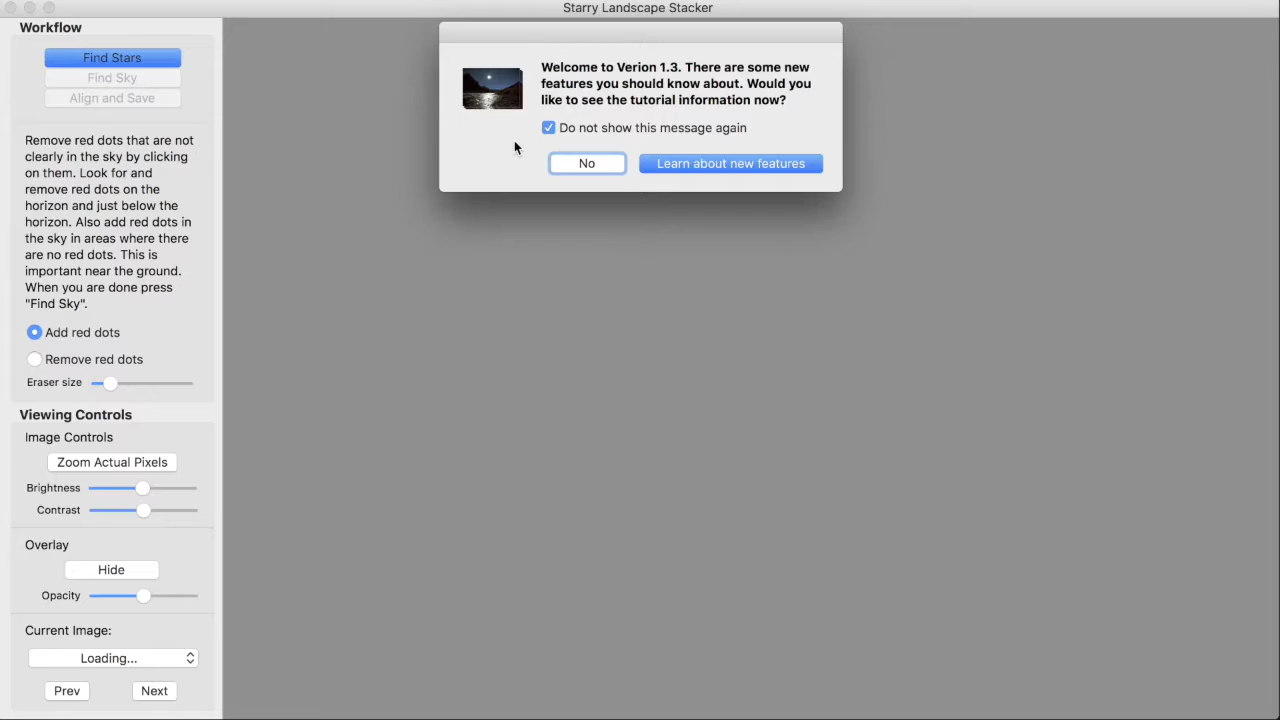 Starry Landscape Stacker
Workflow
Find Stars
Find Sky
Align and Save
Remove red dots that are not
clearly in the sky by clicking
on them. Look for and
remove red dots on the
horizon and just below the
horizon. Also add red dots in
the sky in areas where there
are no red dots. This is
important near the ground.
When you are done press
"Find Sky".
Add red dots
Remove red dots
Eraser size
Viewing Controls
Image Controls
Zoom Actual Pixels
Brightness
Contrast
Overlay
Hide
Opacity
Current Image:
Loading...
Prev Next
Welcome to Verion 1.3. There are some new
features you should know about. Would you
like to see the tutorial information now?
Do not show this message again
No Learn about new features